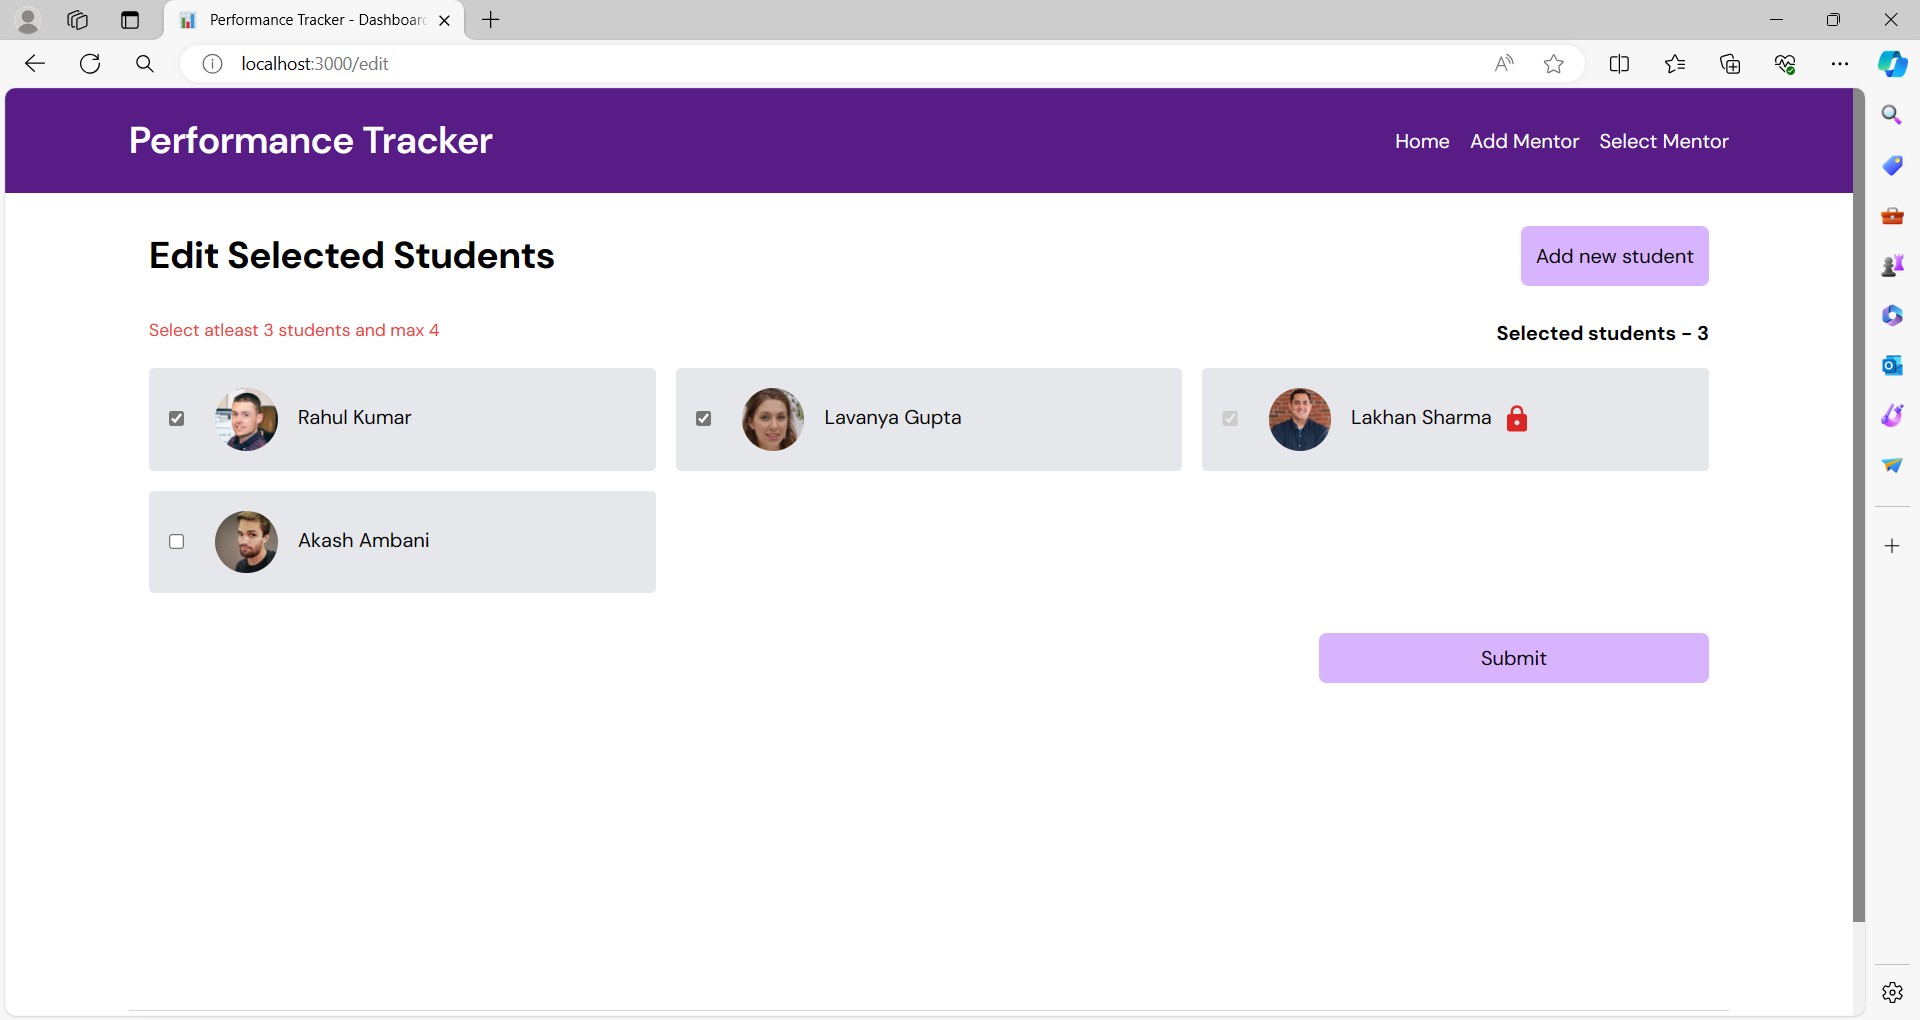 Performance Tracker - Dashboar
localhost:3000/edit
Performance Tracker
Home Add Mentor Select Mentor
Edit Selected Students
Add new student
Select atleast 3 students and max 4
Selected students - 3
Rahul Kumar
Lavanya Gupta
Lakhan Sharma
Akash Ambani
Submit